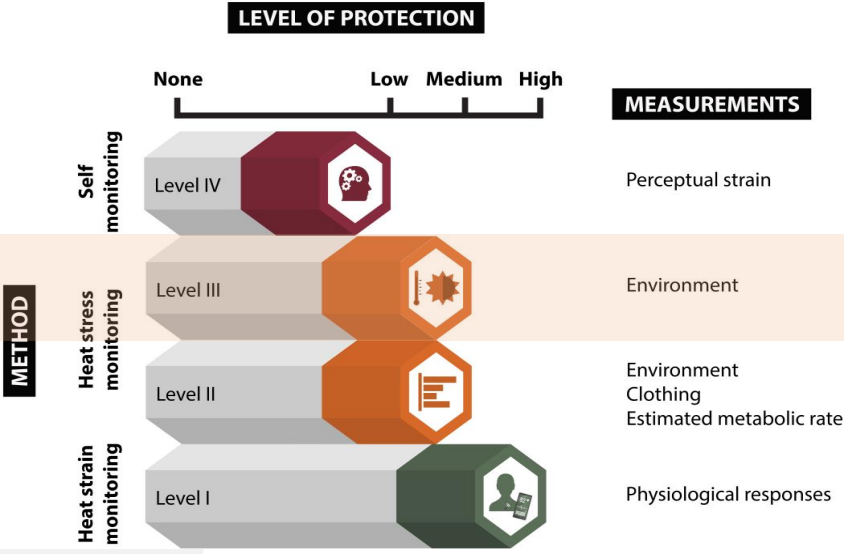 LEVEL OF PROTECTION
None Low Medium High
MEASUREMENTS
METHOD
Self
monitoring
Level IV
Perceptual strain
Heat stress
monitoring
Level III
Environment
Level II
Environment
Clothing
Estimated metabolic rate
Heat strain
monitoring
Level I
Physiological responses